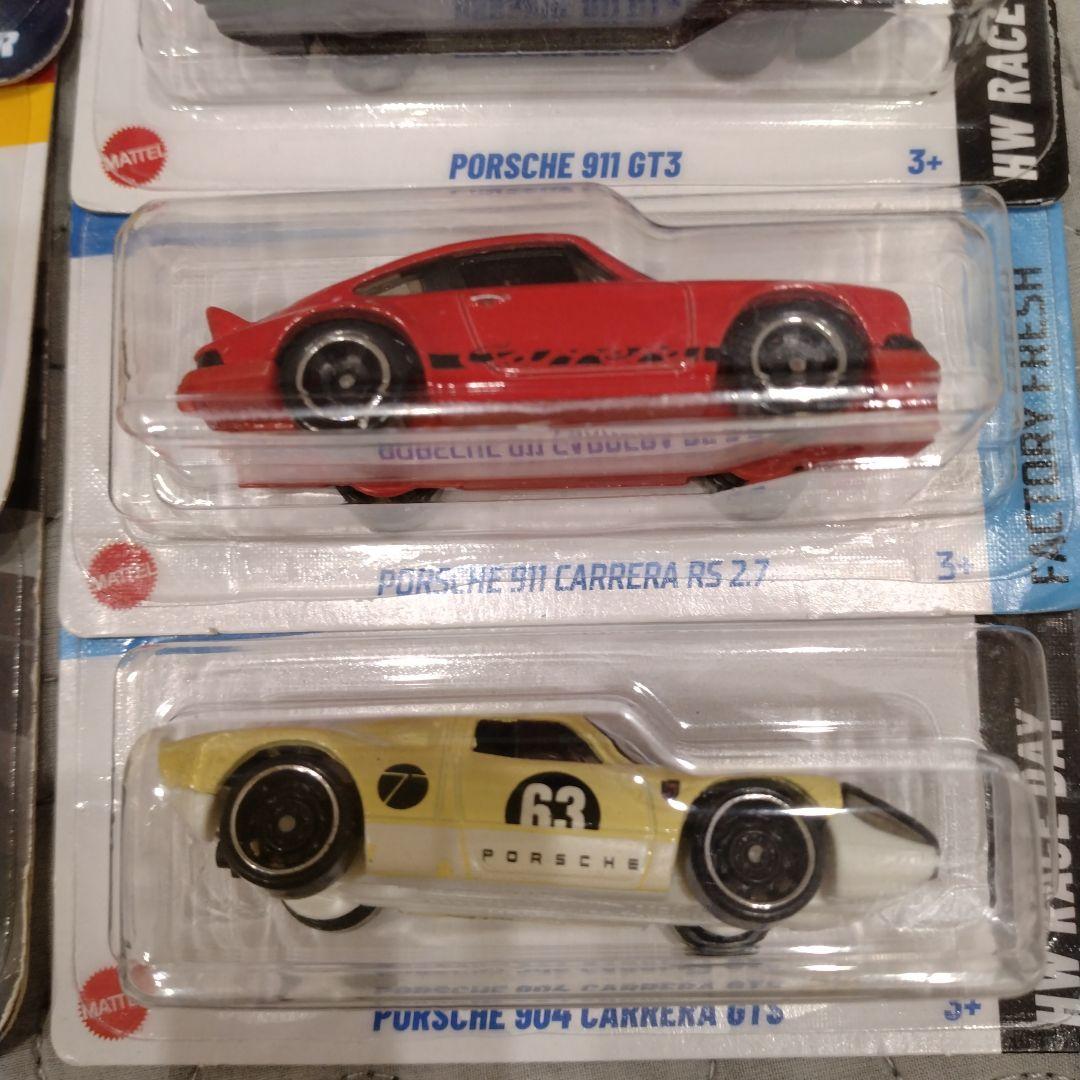 R
HW RACE
MATTEL
PORSCHE 911 GT3
3+
FACTORY FRESH
MATTEL
PORSCHE 911 CARRERA RS 2.7
3+
63
PORSCHE
HW RACE DAY
MATTEL
PORSCHE 904 CARRERA GTS
3+